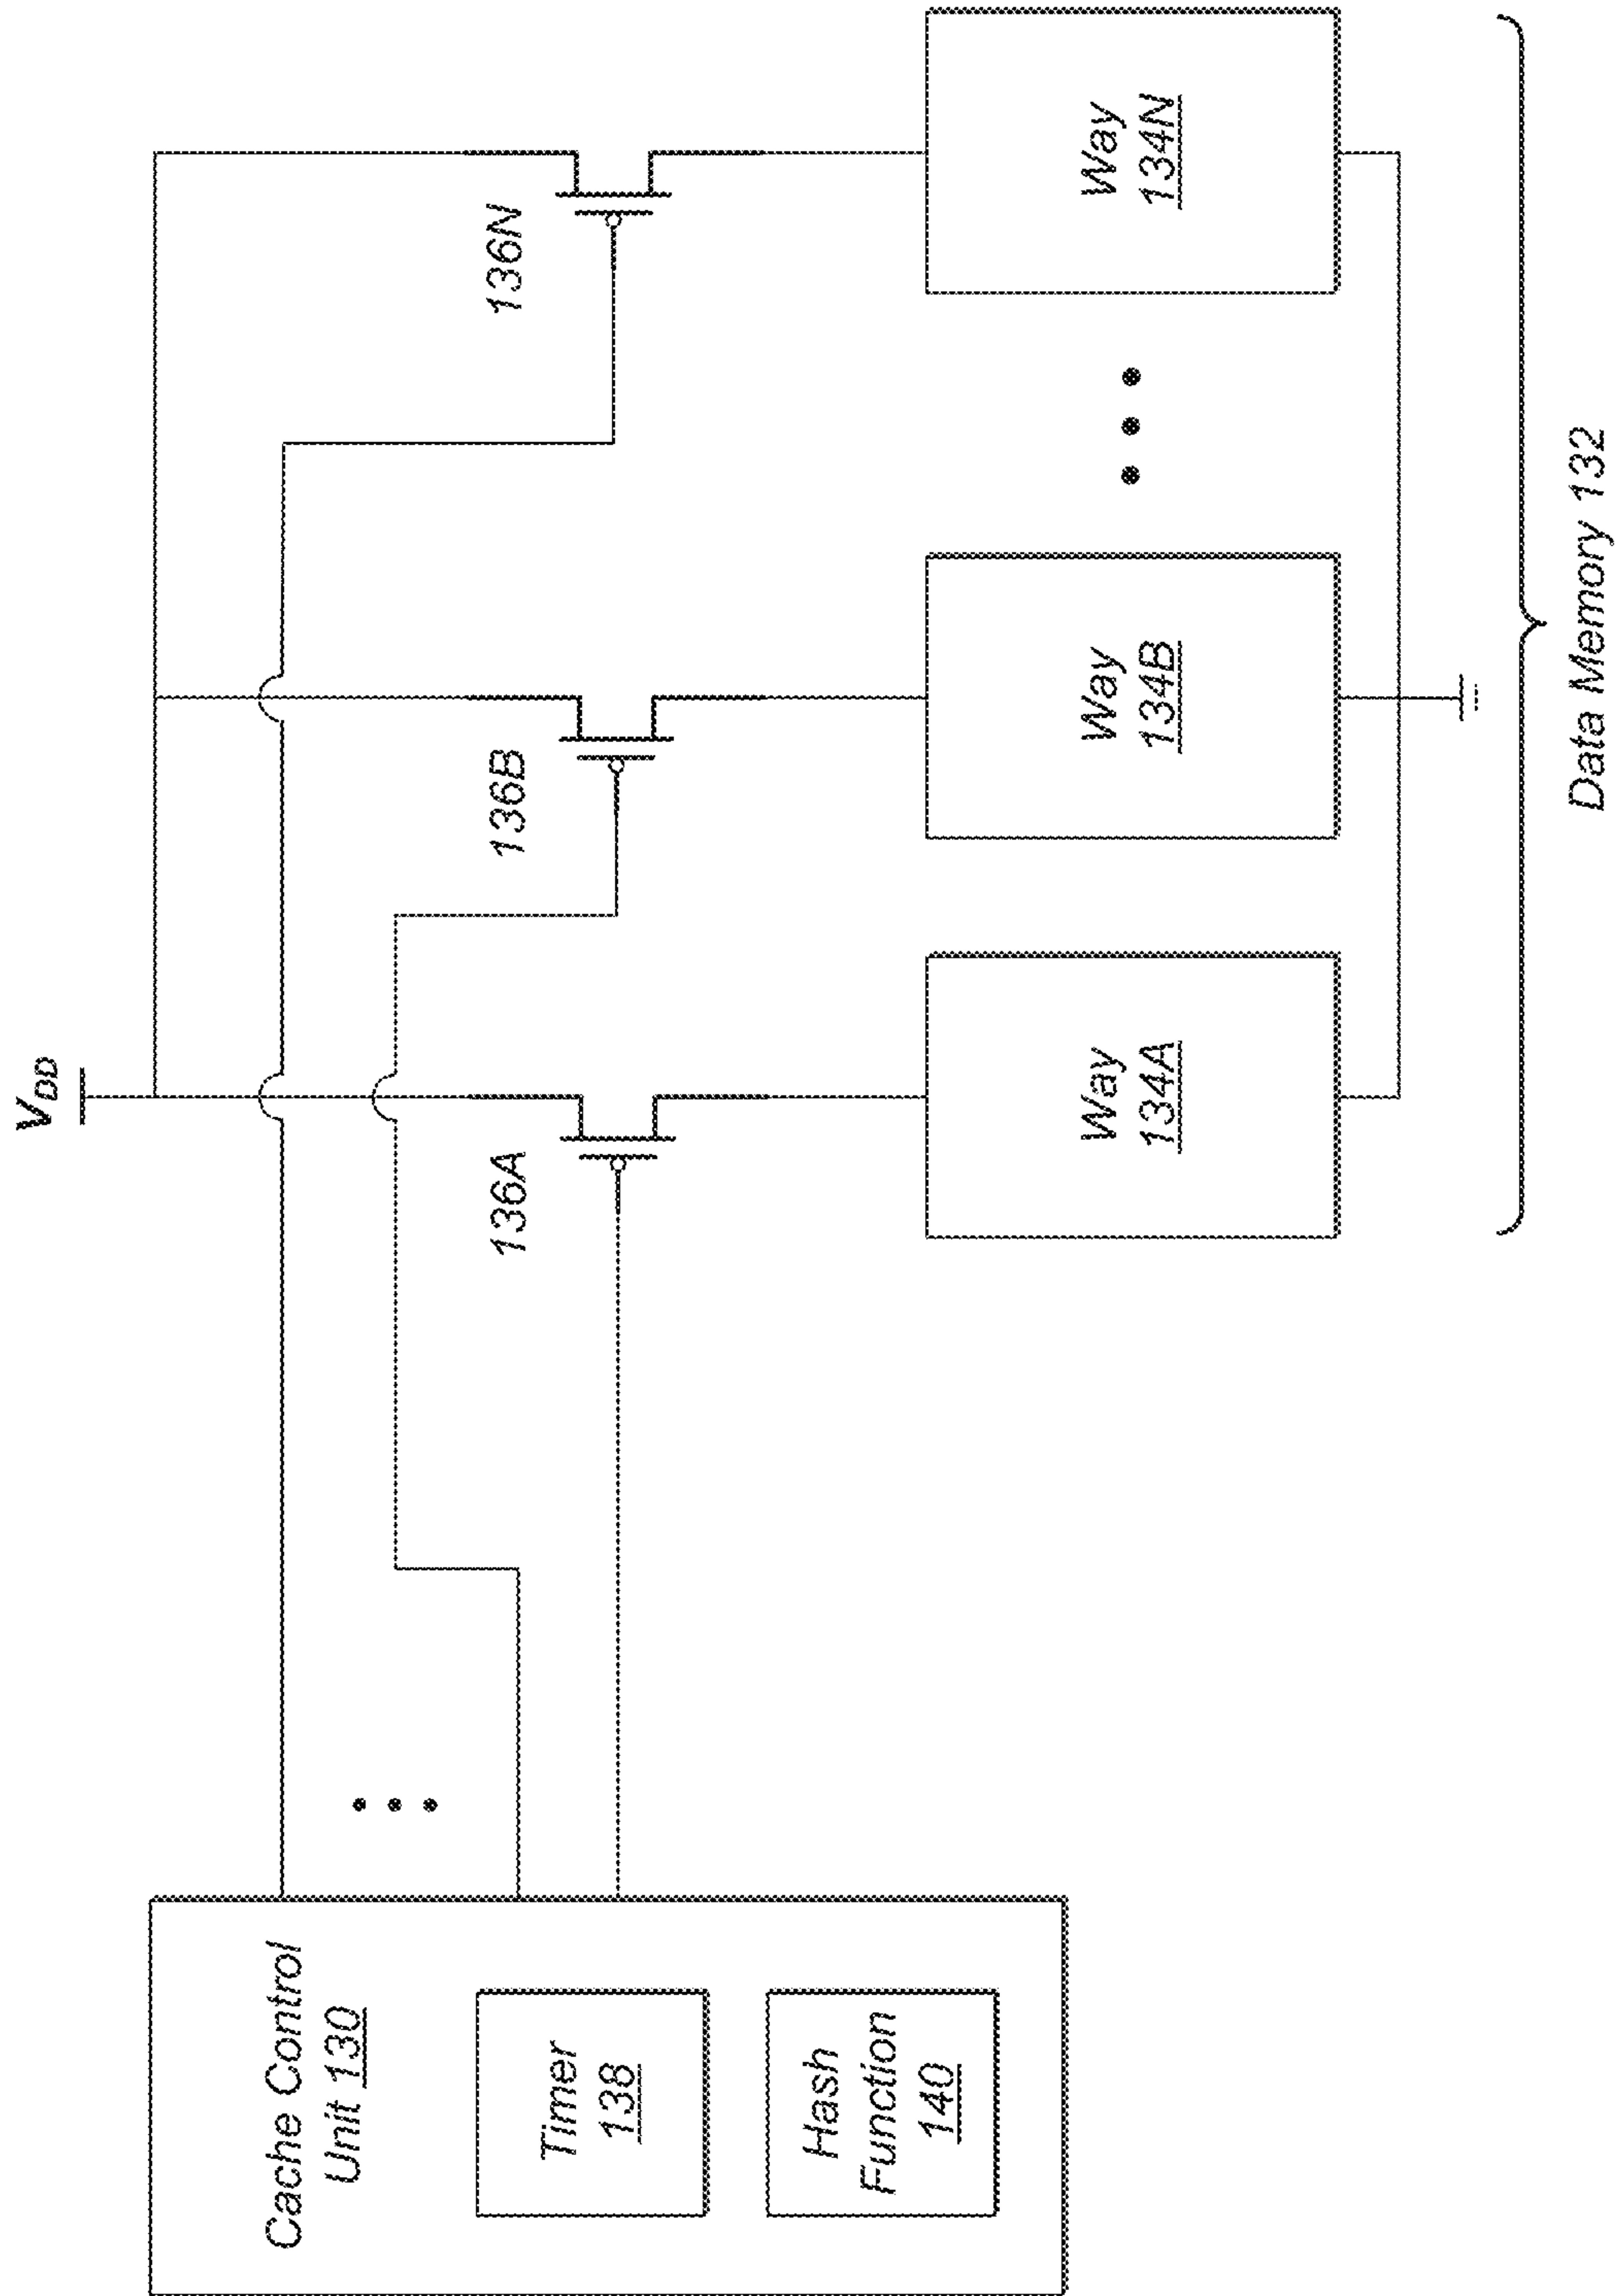 V_DD
Cache Control
Unit 130
136A
136B
136N
Timer
138
Hash
Function
140
Way
134A
Way
134B
Way
134N
Data Memory 132